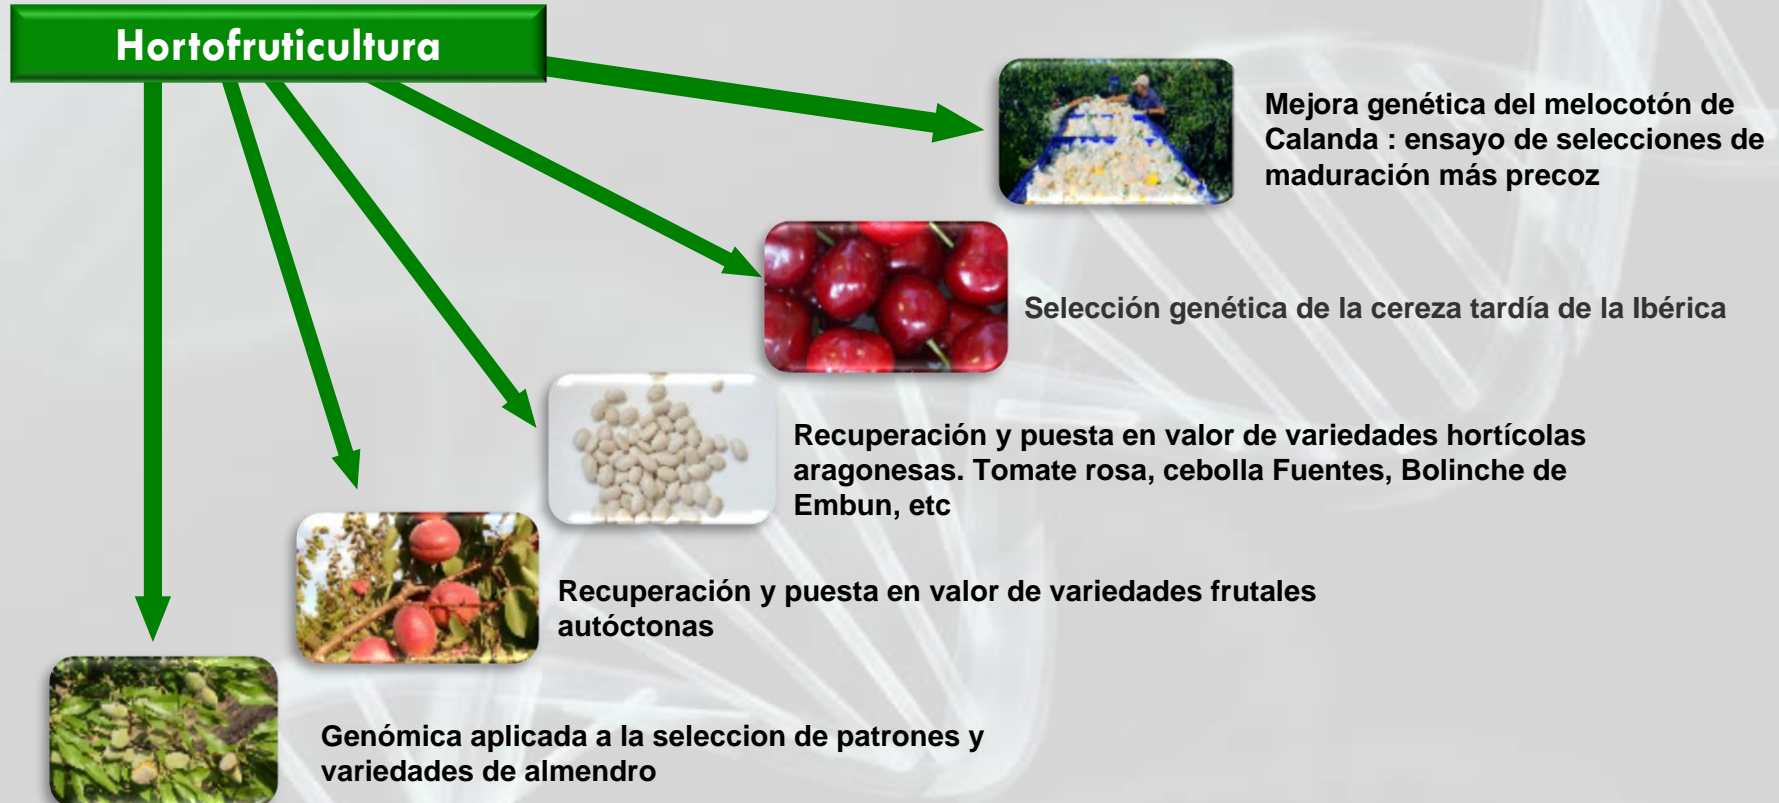 Hortofruticultura
Mejora genética del melocotón de
Calanda : ensayo de selecciones de
maduración más precoz
Selección genética de la cereza tardía de la Ibérica
Recuperación y puesta en valor de variedades hortícolas
aragonesas. Tomate rosa, cebolla Fuentes, Bolinche de
Embun, etc
Recuperación y puesta en valor de variedades frutales
autóctonas
Genómica aplicada a la seleccion de patrones y
variedades de almendro